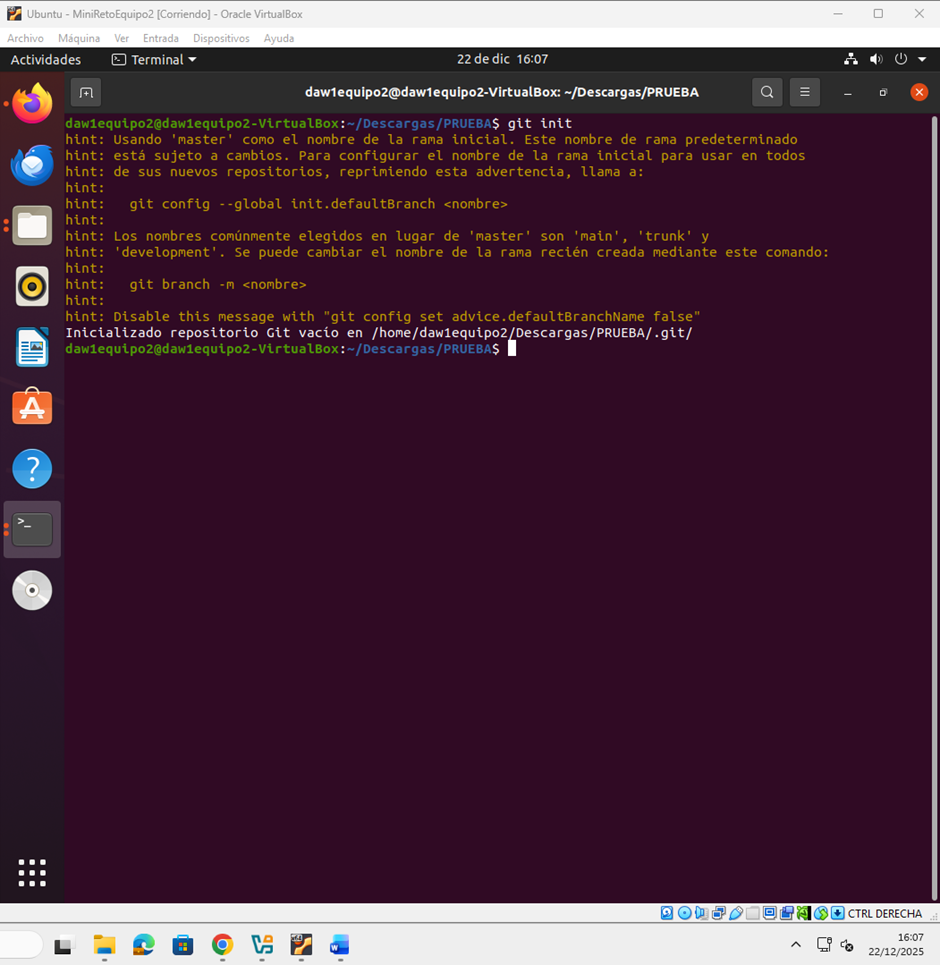 Ubuntu - MiniRetoEquipo2 [Corriendo] - Oracle VirtualBox
Archivo Máquina Ver Entrada Dispositivos Ayuda
Actividades Terminal 22 de dic 16:07
daw1equipo2@daw1equipo2-VirtualBox: ~/Descargas/PRUEBA
daw1equipo2@daw1equipo2-VirtualBox:~/Descargas/PRUEBA$ git init
hint: Usando 'master' como el nombre de la rama inicial. Este nombre de rama predeterminado
hint: está sujeto a cambios. Para configurar el nombre de la rama inicial para usar en todos
hint: de sus nuevos repositorios, reprimiendo esta advertencia, llama a:
hint:
hint:   git config --global init.defaultBranch <nombre>
hint:
hint: Los nombres comúnmente elegidos en lugar de 'master' son 'main', 'trunk' y
hint: 'development'. Se puede cambiar el nombre de la rama recién creada mediante este comando:
hint:
hint:   git branch -m <nombre>
hint:
hint: Disable this message with "git config set advice.defaultBranchName false"
Inicializado repositorio Git vacío en /home/daw1equipo2/Descargas/PRUEBA/.git/
daw1equipo2@daw1equipo2-VirtualBox:~/Descargas/PRUEBA$
CTRL DERECHA
16:07
22/12/2025